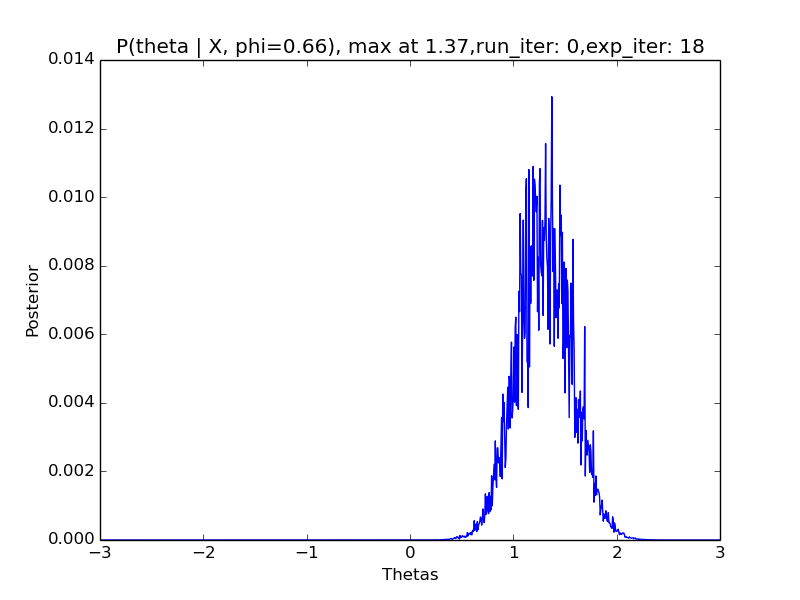 P(theta | X, phi=0.66), max at 1.37,run_iter: 0,exp_iter: 18
0.014
0.012
0.010
0.008
0.006
0.004
0.002
0.000
Posterior
−3 −2 −1 0 1 2 3
Thetas